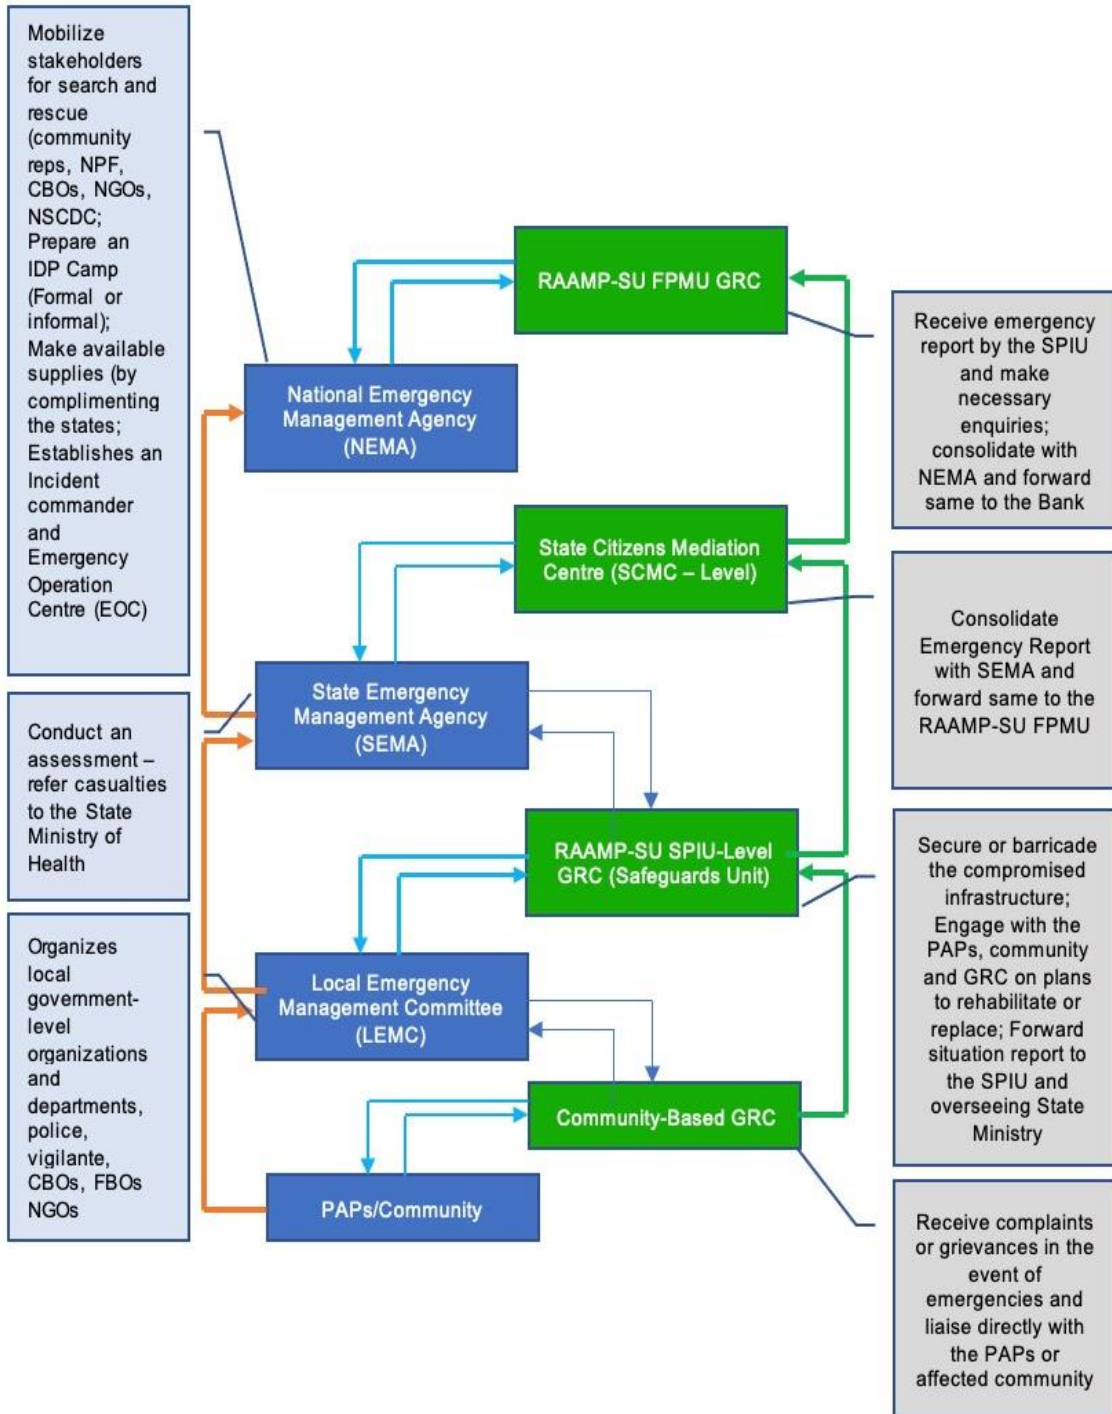 Mobilize
stakeholders
for search and
rescue
(community
reps, NPF,
CBOs, NGOs,
NSCDC;
Prepare an
IDP Camp
(Formal or
informal);
Make available
supplies (by
complimenting
the states;
Establishes an
Incident
commander
and
Emergency
Operation
Centre (EOC)
Conduct an
assessment –
refer casualties
to the State
Ministry of
Health
Organizes
local
government-
level
organizations
and
departments,
police,
vigilante,
CBOs, FBOs
NGOs
RAAMP-SU FPMU GRC
National Emergency
Management Agency
(NEMA)
State Citizens Mediation
Centre (SCMC – Level)
State Emergency
Management Agency
(SEMA)
RAAMP-SU SPIU-Level
GRC (Safeguards Unit)
Local Emergency
Management Committee
(LEMC)
Community-Based GRC
PAPs/Community
Receive emergency
report by the SPIU
and make
necessary
enquiries;
consolidate with
NEMA and forward
same to the Bank
Consolidate
Emergency Report
with SEMA and
forward same to the
RAAMP-SU FPMU
Secure or barricade
the compromised
infrastructure;
Engage with the
PAPs, community
and GRC on plans
to rehabilitate or
replace; Forward
situation report to
the SPIU and
overseeing State
Ministry
Receive complaints
or grievances in the
event of
emergencies and
liaise directly with
the PAPs or
affected community